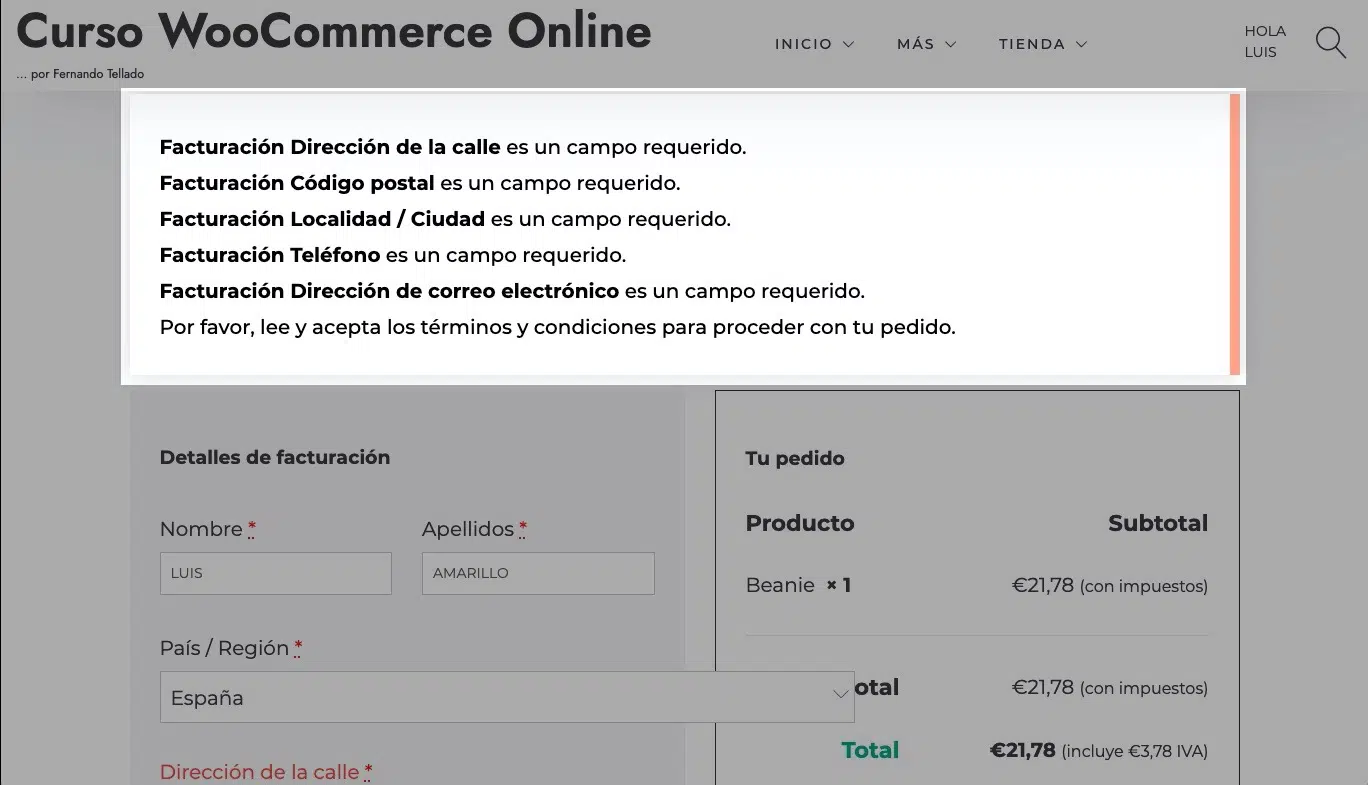 Curso WooCommerce Online
... por Fernando Tellado
INICIO MÁS TIENDA
HOLA
LUIS
Facturación Dirección de la calle es un campo requerido.
Facturación Código postal es un campo requerido.
Facturación Localidad / Ciudad es un campo requerido.
Facturación Teléfono es un campo requerido.
Facturación Dirección de correo electrónico es un campo requerido.
Por favor, lee y acepta los términos y condiciones para proceder con tu pedido.
Detalles de facturación
Nombre *
Apellidos *
LUIS
AMARILLO
País / Región *
España
Dirección de la calle *
Tu pedido
Producto Subtotal
Beanie × 1 €21,78 (con impuestos)
otal €21,78 (con impuestos)
Total €21,78 (incluye €3,78 IVA)